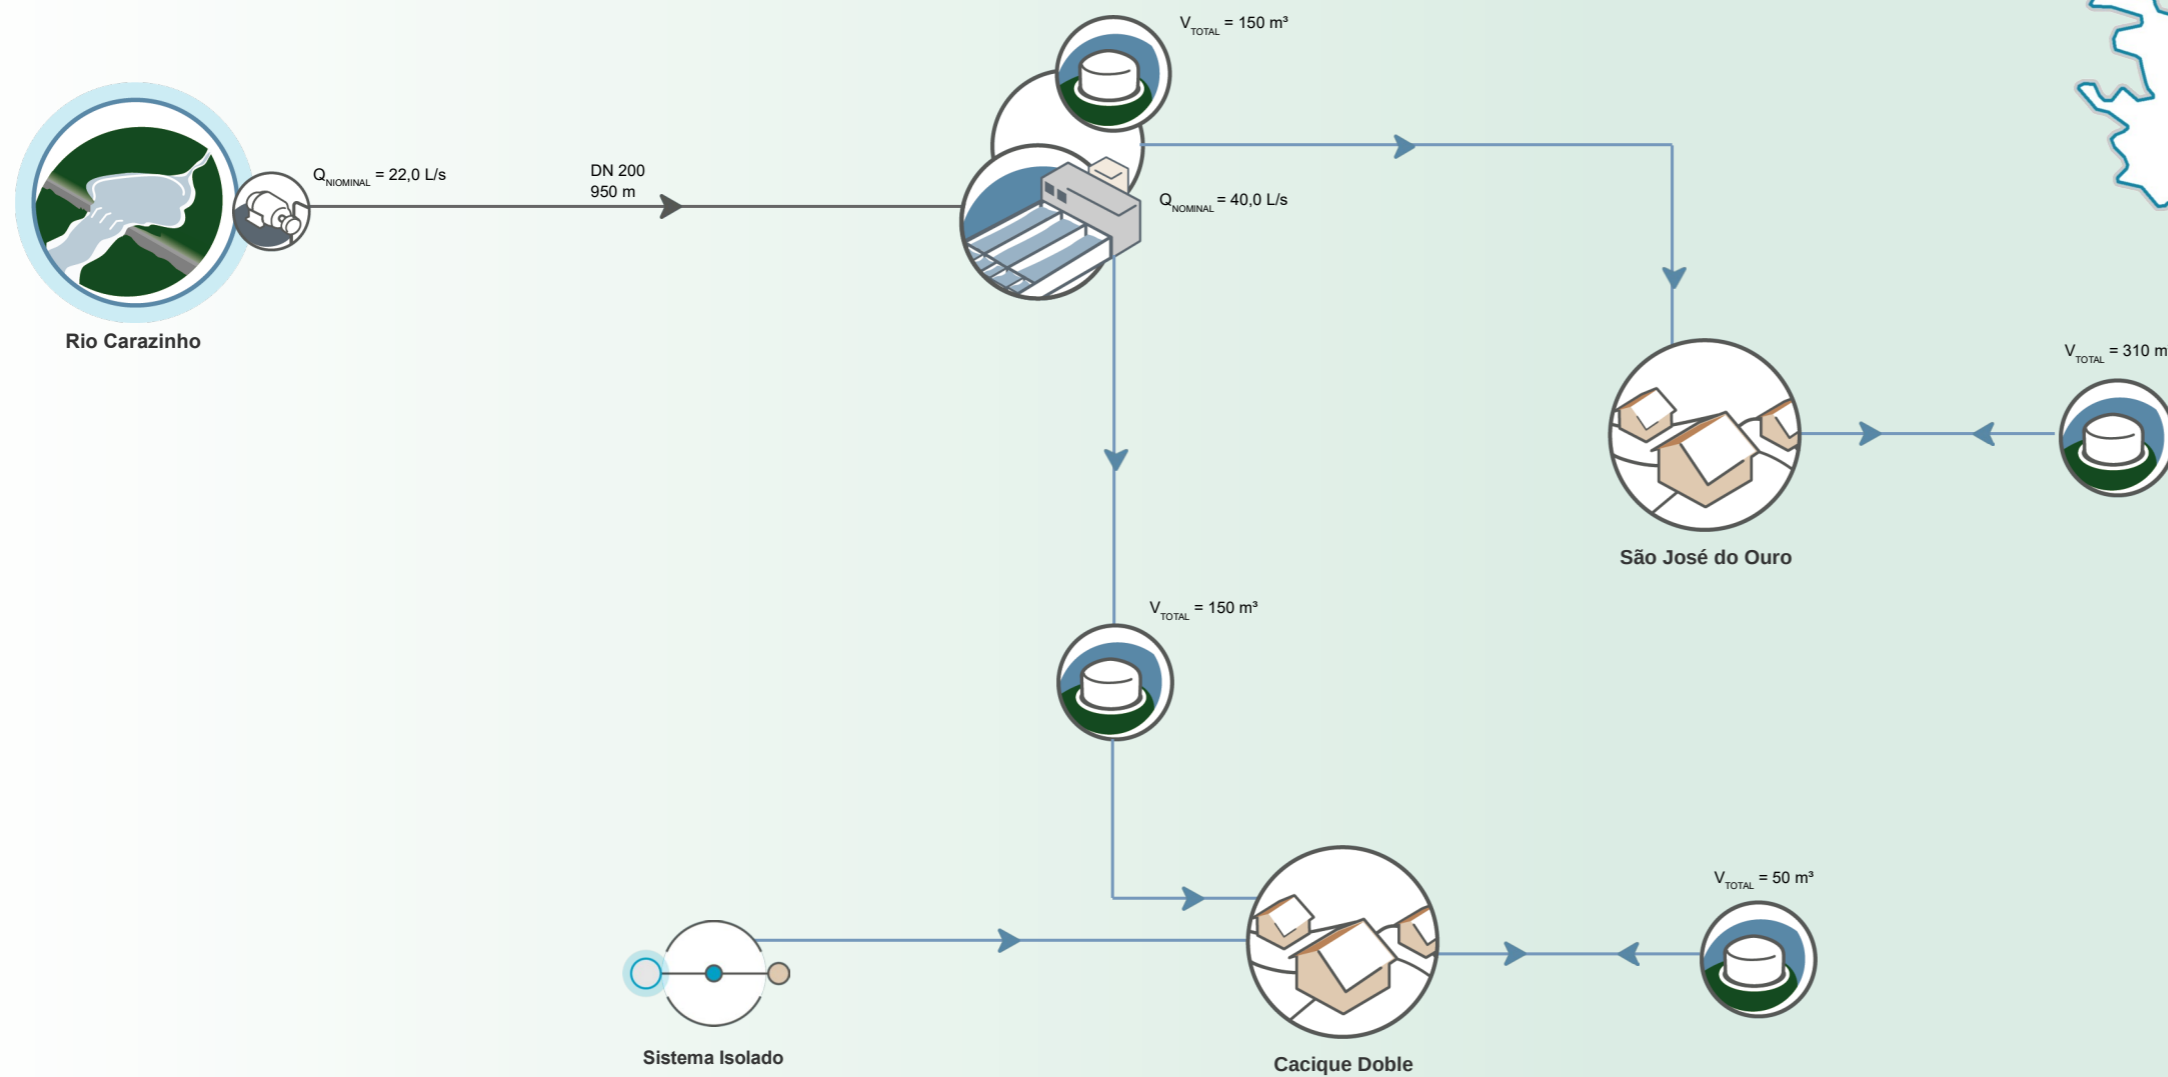 V TOTAL = 150 m³
Q NIOMINAL = 22,0 L/s
DN 200
950 m
Q NOMINAL = 40,0 L/s
Rio Carazinho
V TOTAL = 310 m
São José do Ouro
V TOTAL = 150 m³
V TOTAL = 50 m³
Sistema Isolado
Cacique Doble